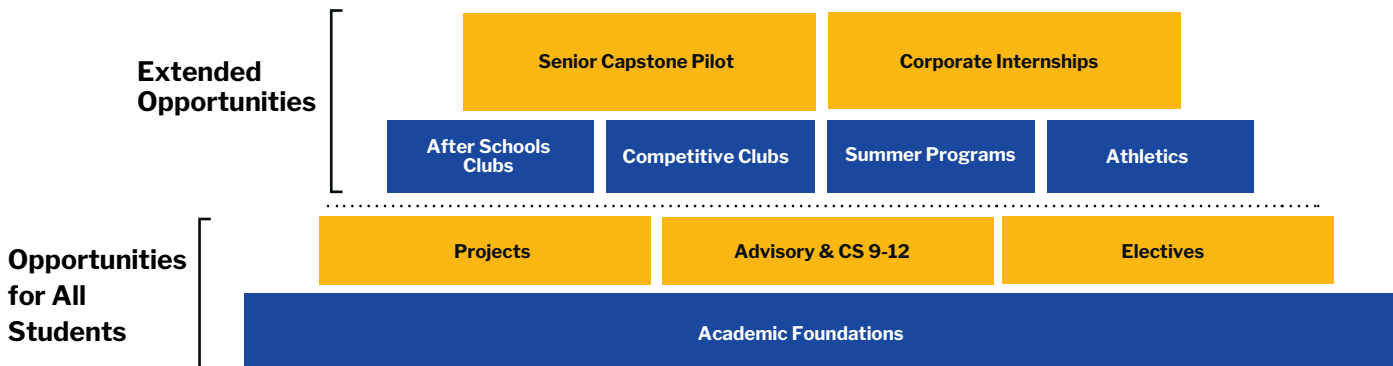 Extended
Opportunities
Senior Capstone Pilot
Corporate Internships
After Schools
Clubs
Competitive Clubs
Summer Programs
Athletics
Opportunities
for All
Students
Projects
Advisory & CS 9-12
Electives
Academic Foundations